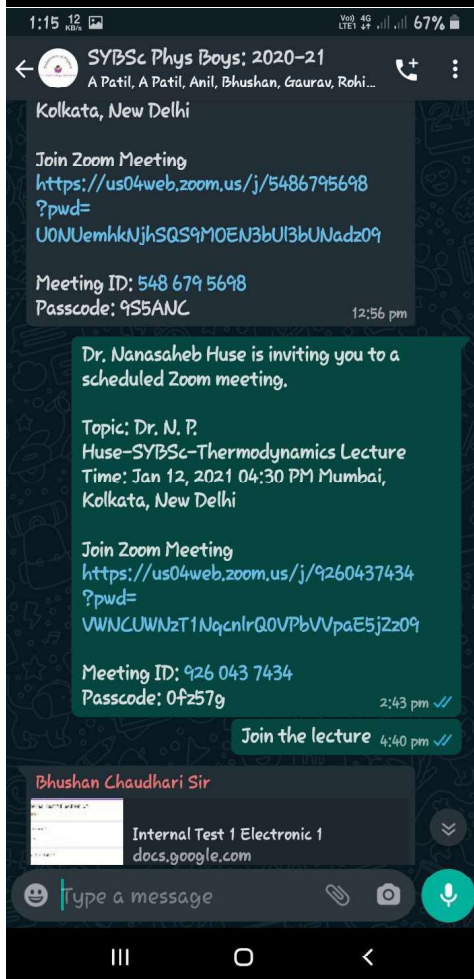 1:15 12 KB/s Vo)) 4G LTE1 67%
SYBSc Phys Boys: 2020-21
A Patil, A Patil, Anil, Bhushan, Gaurav, Rohi...
Kolkata, New Delhi
Join Zoom Meeting
https://us04web.zoom.us/j/5486795698
?pwd=
U0NUemhkNjhSQS9MOEN3bUl3bUNadz09
Meeting ID: 548 679 5698
Passcode: 9S5ANC
12:56 pm
Dr. Nanasaheb Huse is inviting you to a
scheduled Zoom meeting.
Topic: Dr. N. P.
Huse-SYBSc-Thermodynamics Lecture
Time: Jan 12, 2021 04:30 PM Mumbai,
Kolkata, New Delhi
Join Zoom Meeting
https://us04web.zoom.us/j/9260437434
?pwd=
VWNCUWNzT1NqcnlrQ0VPbVVpaE5jZz09
Meeting ID: 926 043 7434
Passcode: 0fz57g
2:43 pm
Join the lecture 4:40 pm
Bhushan Chaudhari Sir
Internal Test 1 Electronic 1
docs.google.com
Type a message